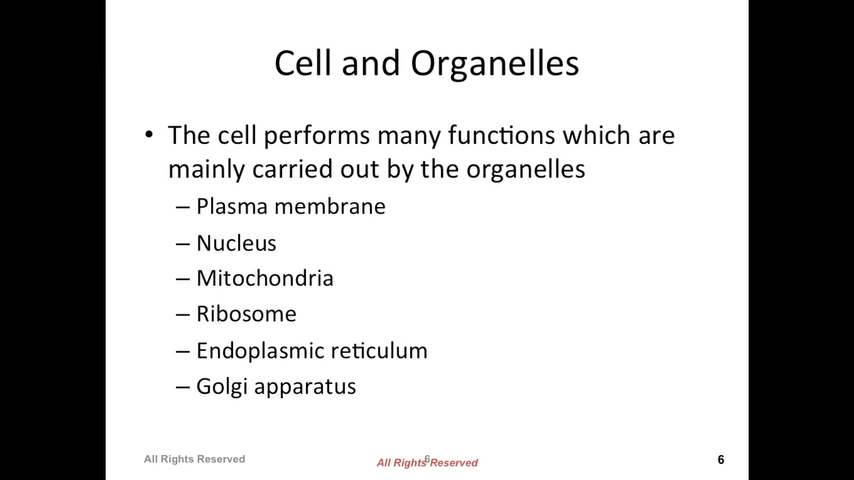 Cell and Organelles
• The cell performs many functions which are
mainly carried out by the organelles
– Plasma membrane
– Nucleus
– Mitochondria
– Ribosome
– Endoplasmic reticulum
– Golgi apparatus
All Rights Reserved
6
All Rights Reserved
6